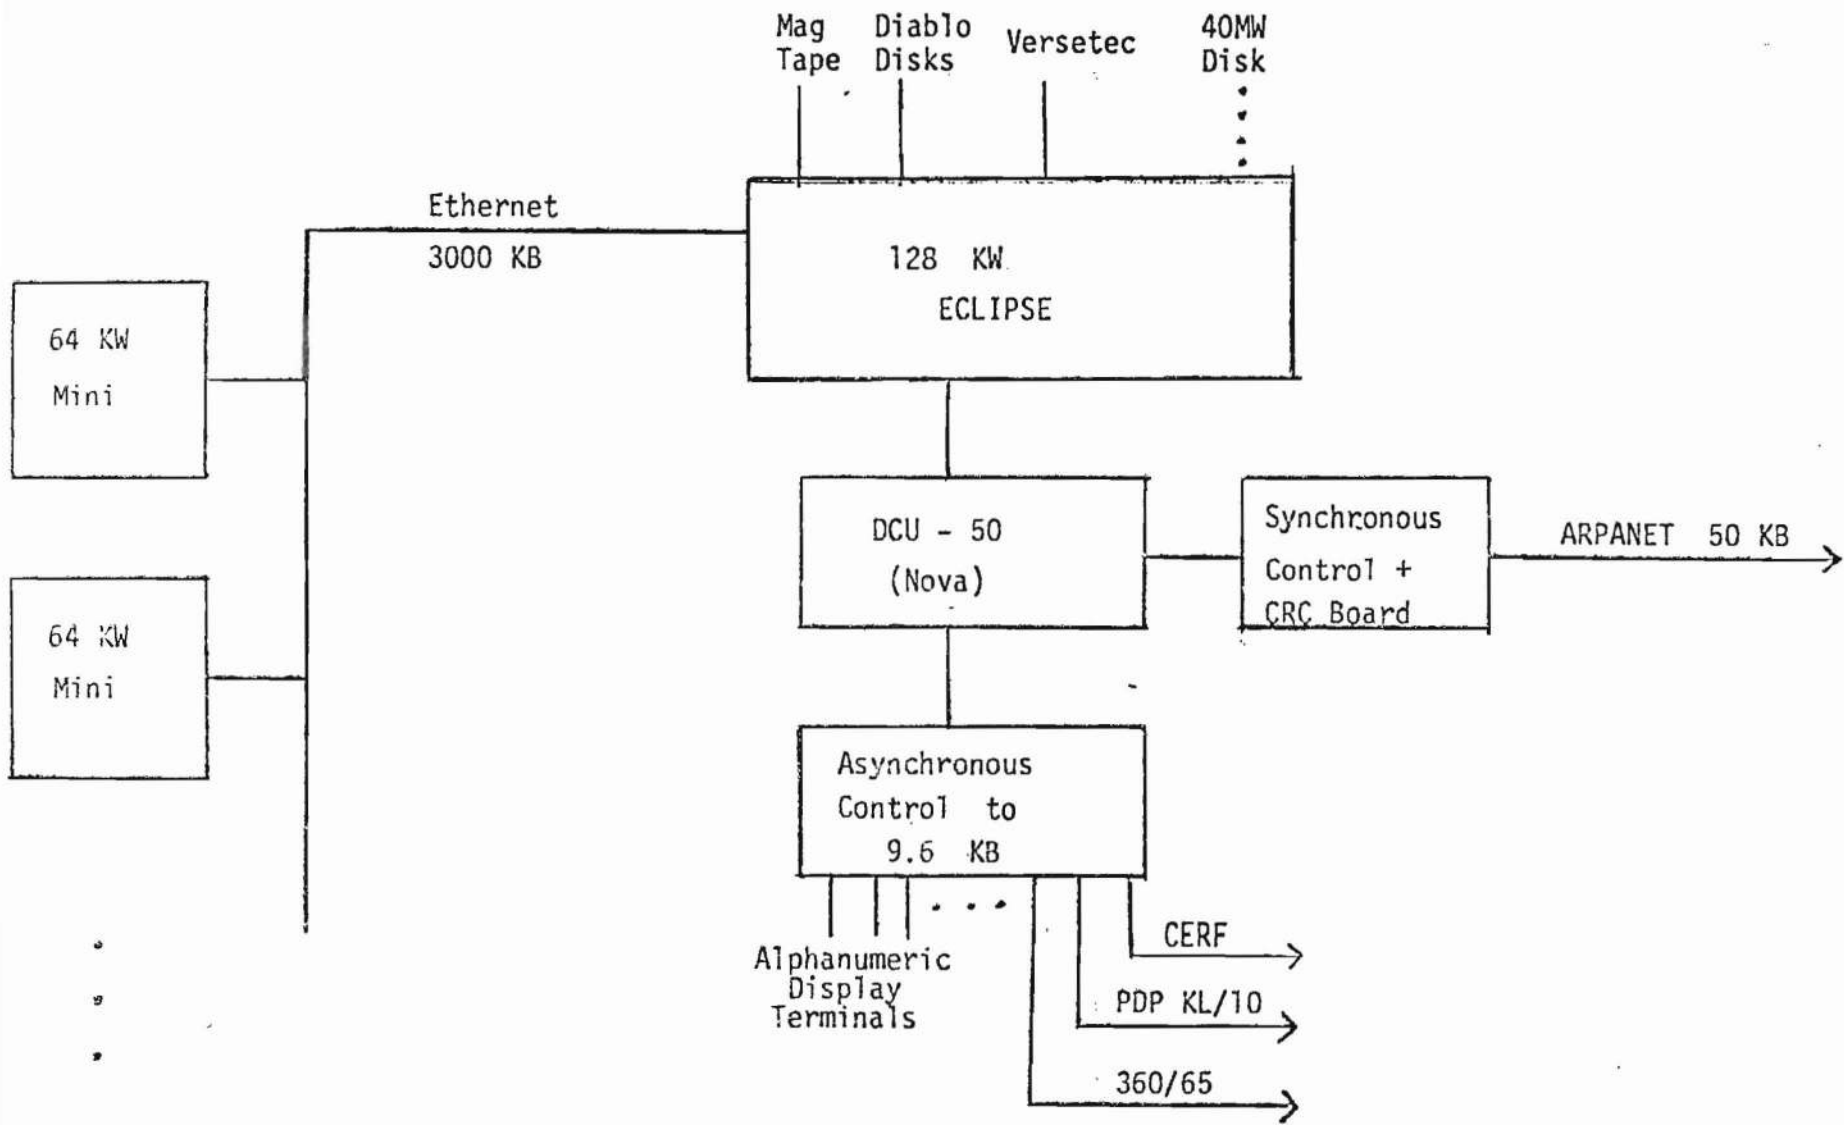 Mag
Tape
Diablo
Disks
Versetec
40MW
Disk
Ethernet
3000 KB
128 KW
ECLIPSE
64 KW
Mini
DCU - 50
(Nova)
Synchronous
Control +
CRC Board
ARPANET 50 KB
64 KW
Mini
Asynchronous
Control to
9.6 KB
Alphanumeric
Display
Terminals
CERF
PDP KL/10
360/65